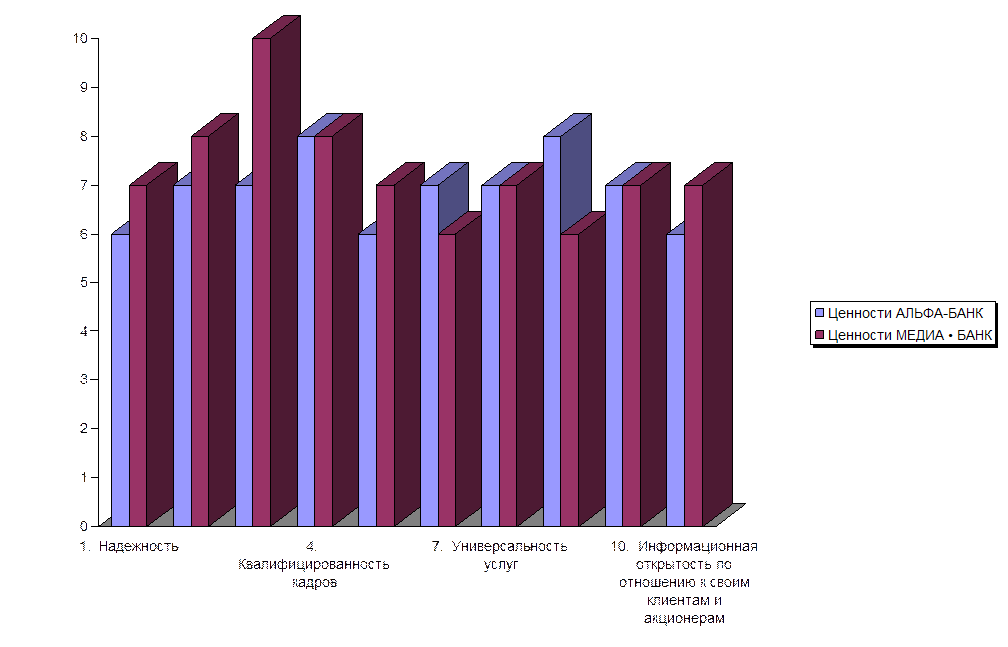 10
9
8
7
6
5
4
3
2
1
0
1. Надежность
4.
Квалифицированность
кадров
7. Универсальность
услуг
10. Информационная
открытость по
отношению к своим
клиентам и
акционерам
Ценности АЛЬФА-БАНК
Ценности МЕДИА • БАНК